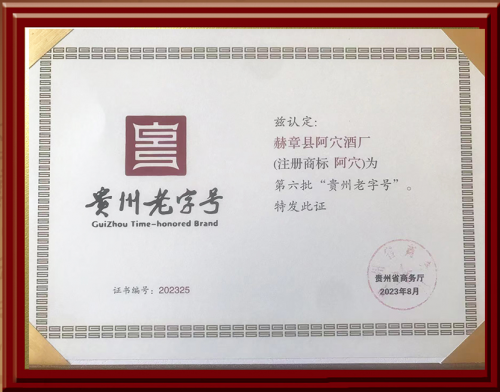 贵州老字号
GuiZhou Time-honored Brand
证书编号：202325
兹认定：
赫章县阿穴酒厂
(注册商标 阿穴)为
第六批“贵州老字号”。
特发此证
贵州省商务厅
2023年8月